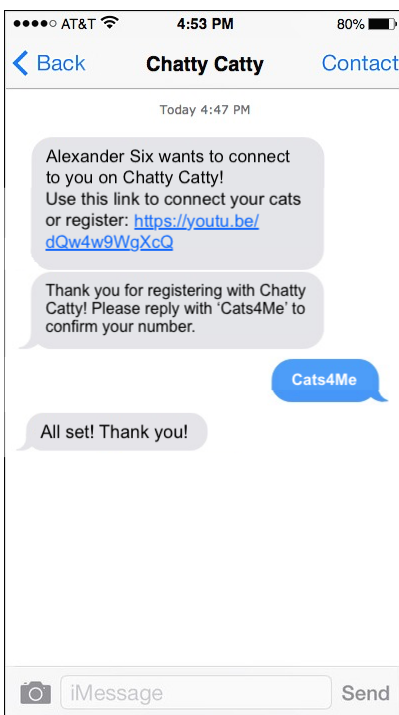 AT&T 4:53 PM 80%
Back Chatty Catty Contact
Today 4:47 PM
Alexander Six wants to connect
to you on Chatty Catty!
Use this link to connect your cats
or register: https://youtu.be/
dQw4w9WgXcQ
Thank you for registering with Chatty
Catty! Please reply with ‘Cats4Me’ to
confirm your number.
Cats4Me
All set! Thank you!
iMessage Send